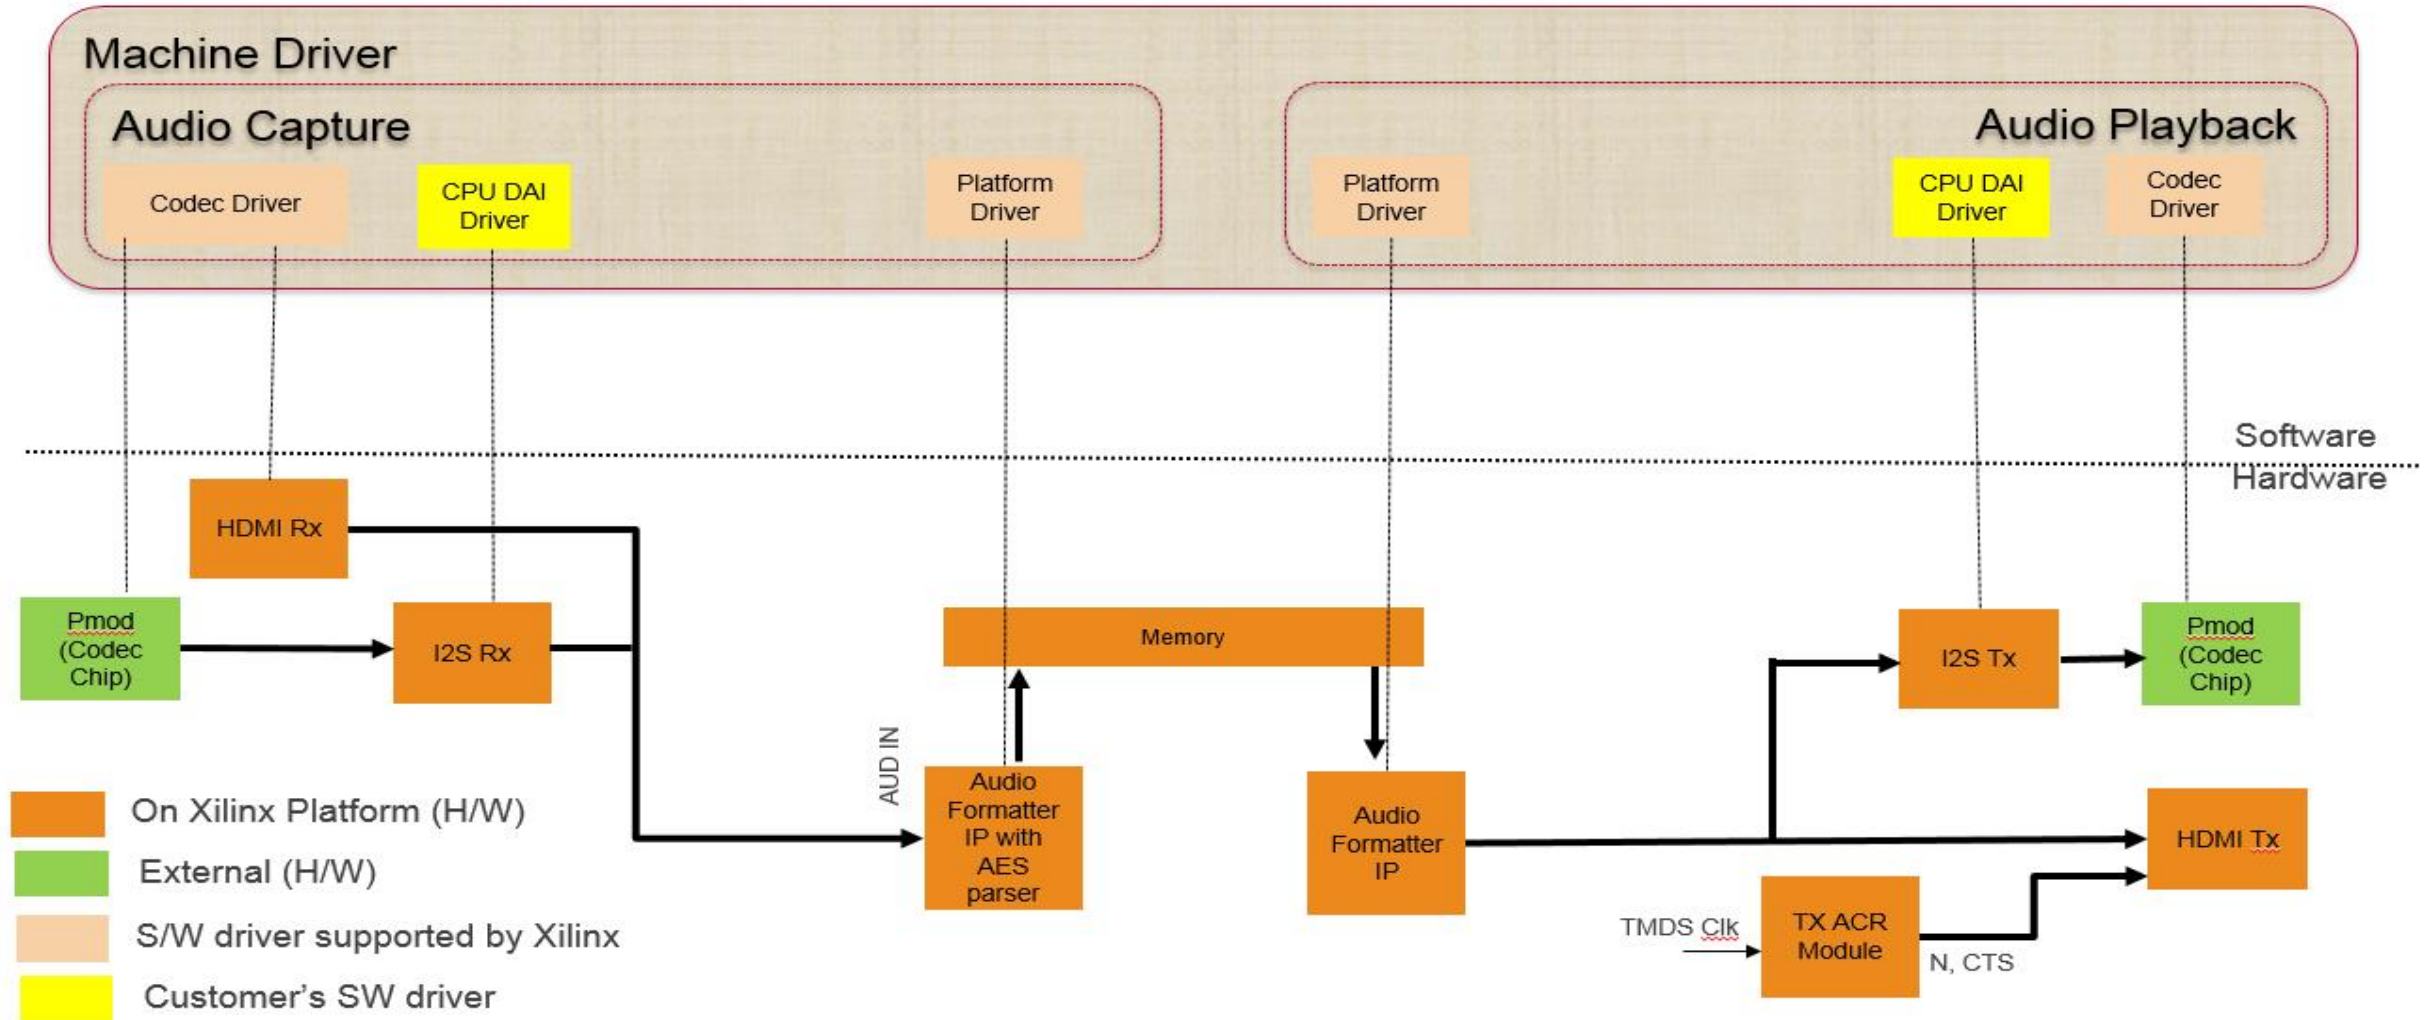 Machine Driver
Audio Capture
Audio Playback
Codec Driver
CPU DAI
Driver
Platform
Driver
Platform
Driver
CPU DAI
Driver
Codec
Driver
Software
Hardware
HDMI Rx
Pmod
(Codec
Chip)
I2S Rx
Memory
I2S Tx
Pmod
(Codec
Chip)
AUD IN
Audio
Formatter
IP with
AES
parser
Audio
Formatter
IP
HDMI Tx
TMDS Clk
TX ACR
Module
N, CTS
On Xilinx Platform (H/W)
External (H/W)
S/W driver supported by Xilinx
Customer’s SW driver